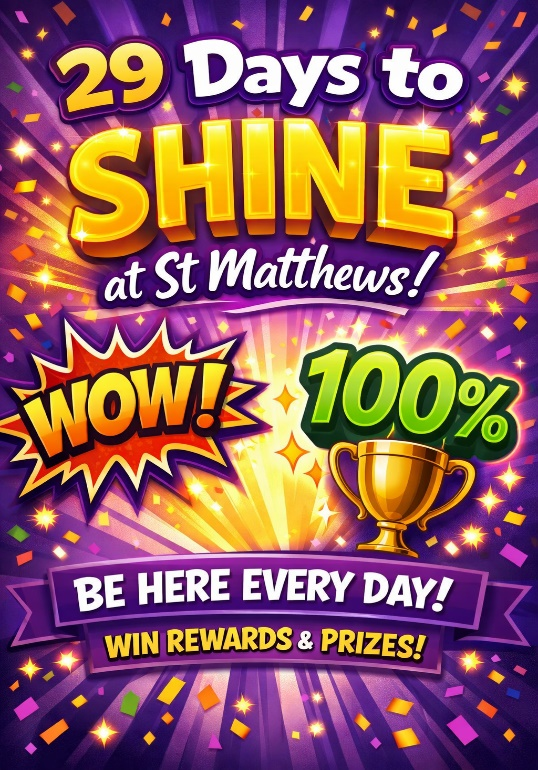 29 Days to
SHINE
at St Matthews!
WOW!
100%
BE HERE EVERY DAY!
WIN REWARDS & PRIZES!